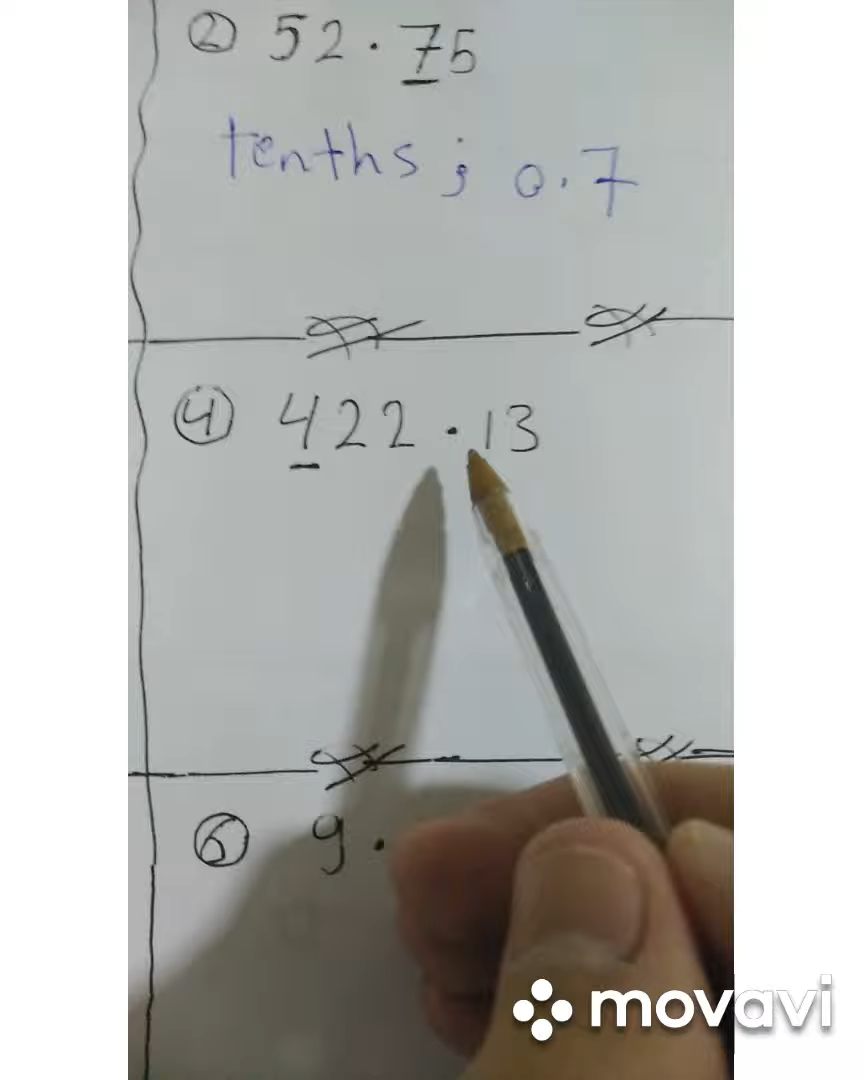 ② 52.75
tenths; 0.7
④ 422.13
⑥ 9.
movavi